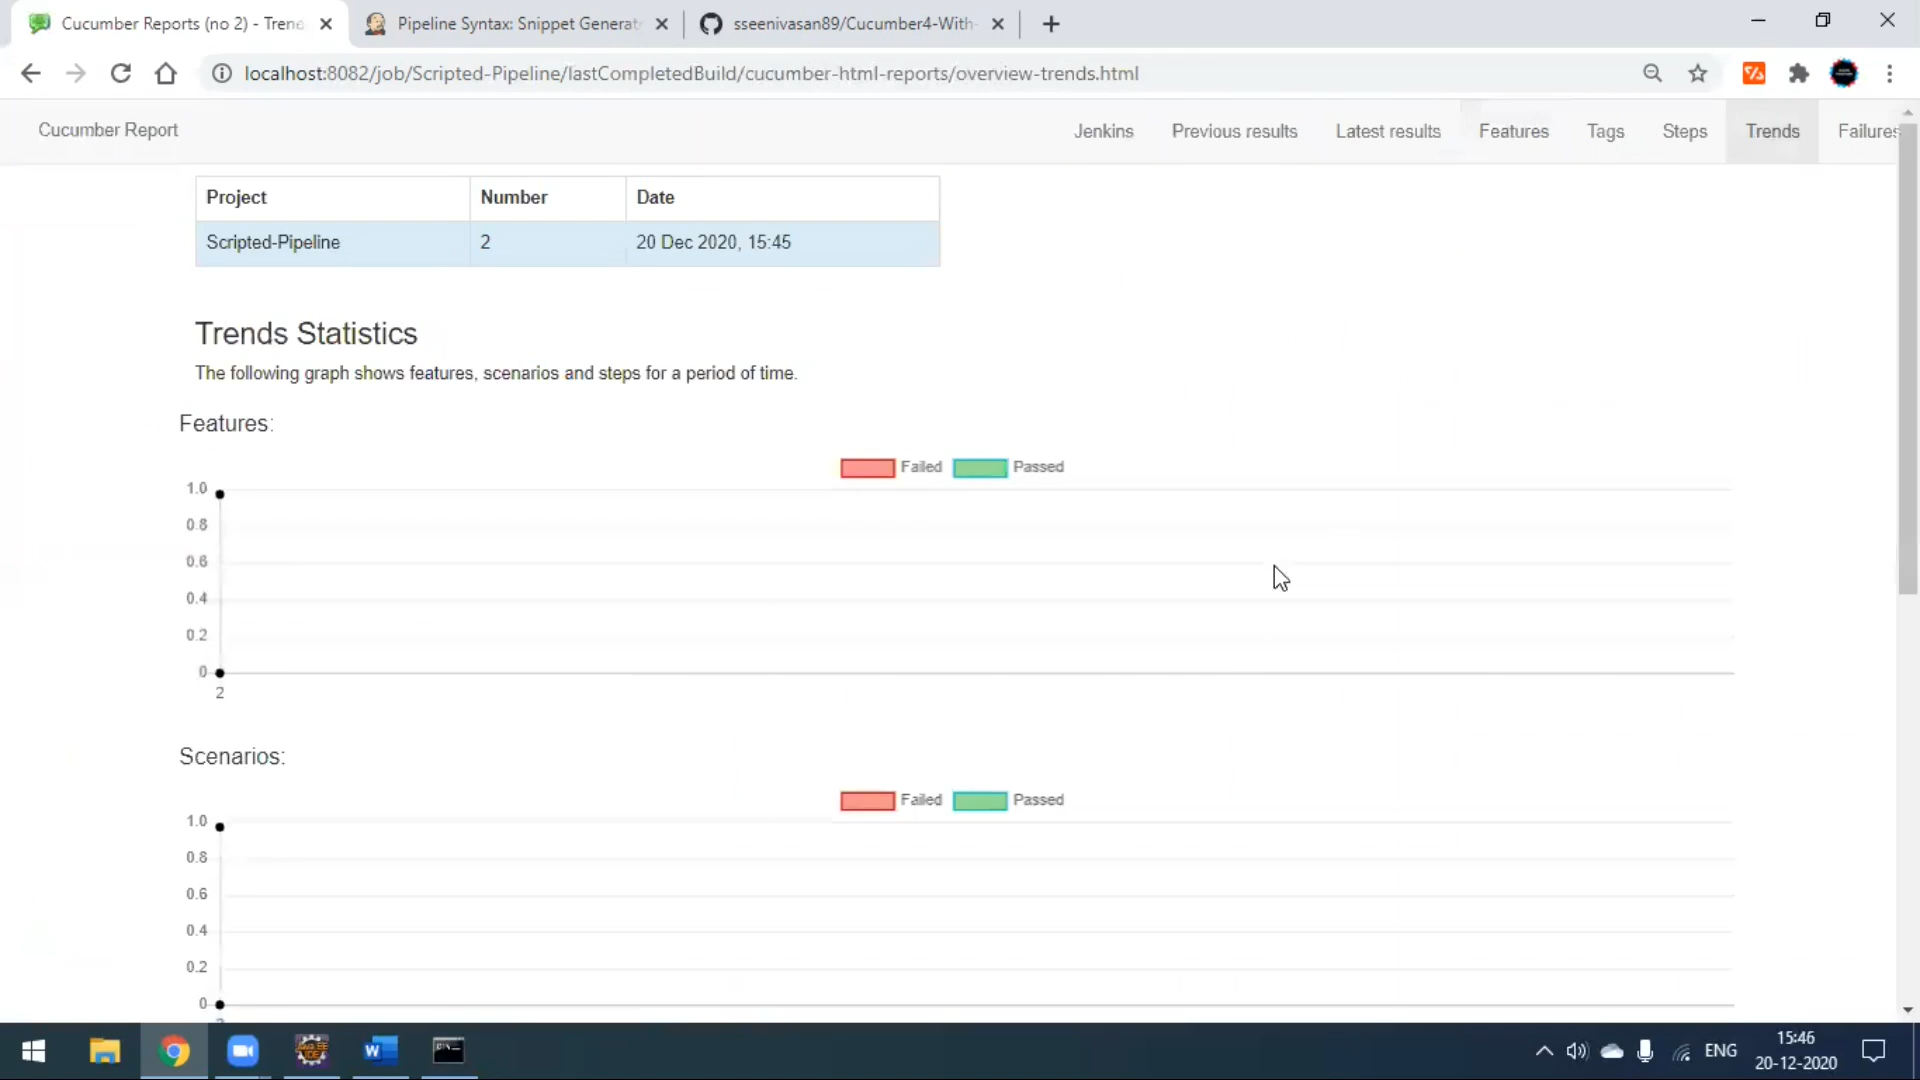 Cucumber Reports (no 2) - Trend
Pipeline Syntax: Snippet Generat
sseenivasan89/Cucumber4-With-
localhost:8082/job/Scripted-Pipeline/lastCompletedBuild/cucumber-html-reports/overview-trends.html
Cucumber Report
Jenkins
Previous results
Latest results
Features
Tags
Steps
Trends
Failures
Project Number Date
Scripted-Pipeline 2 20 Dec 2020, 15:45
Trends Statistics
The following graph shows features, scenarios and steps for a period of time.
Features:
Failed Passed
1.0
0.8
0.6
0.4
0.2
0
2
Scenarios:
Failed Passed
1.0
0.8
0.6
0.4
0.2
0
ENG
15:46
20-12-2020